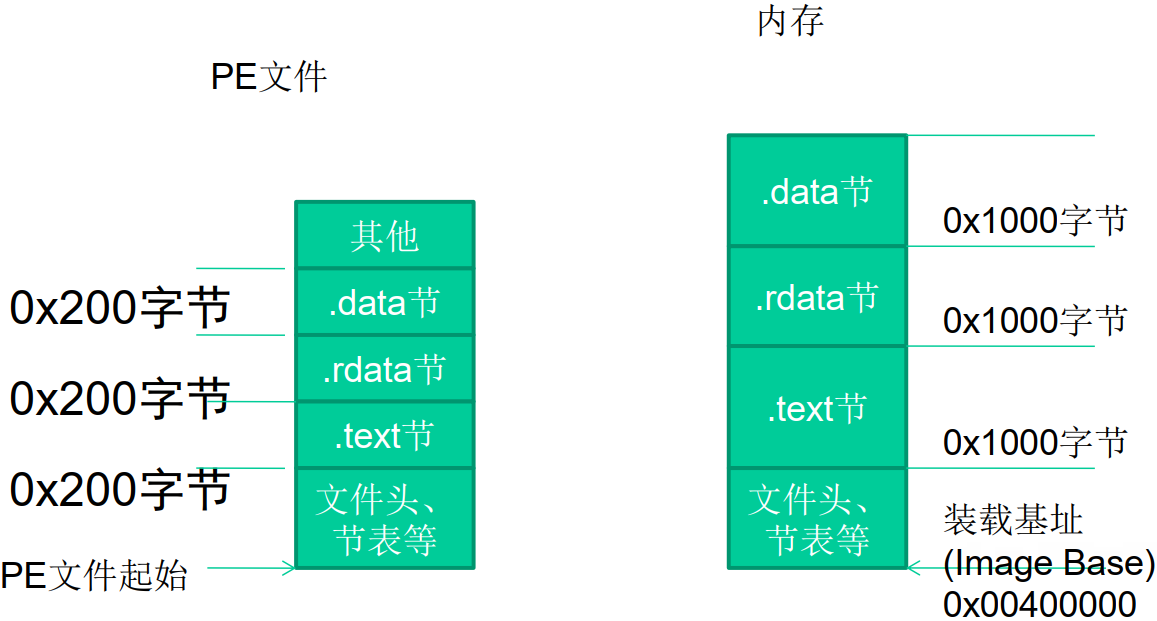 内存
PE文件
其他
.data节
.rdata节
.text节
文件头、
节表等
0x200字节
0x200字节
0x200字节
PE文件起始
.data节
.rdata节
.text节
文件头、
节表等
0x1000字节
0x1000字节
0x1000字节
装载基址
(Image Base)
0x00400000